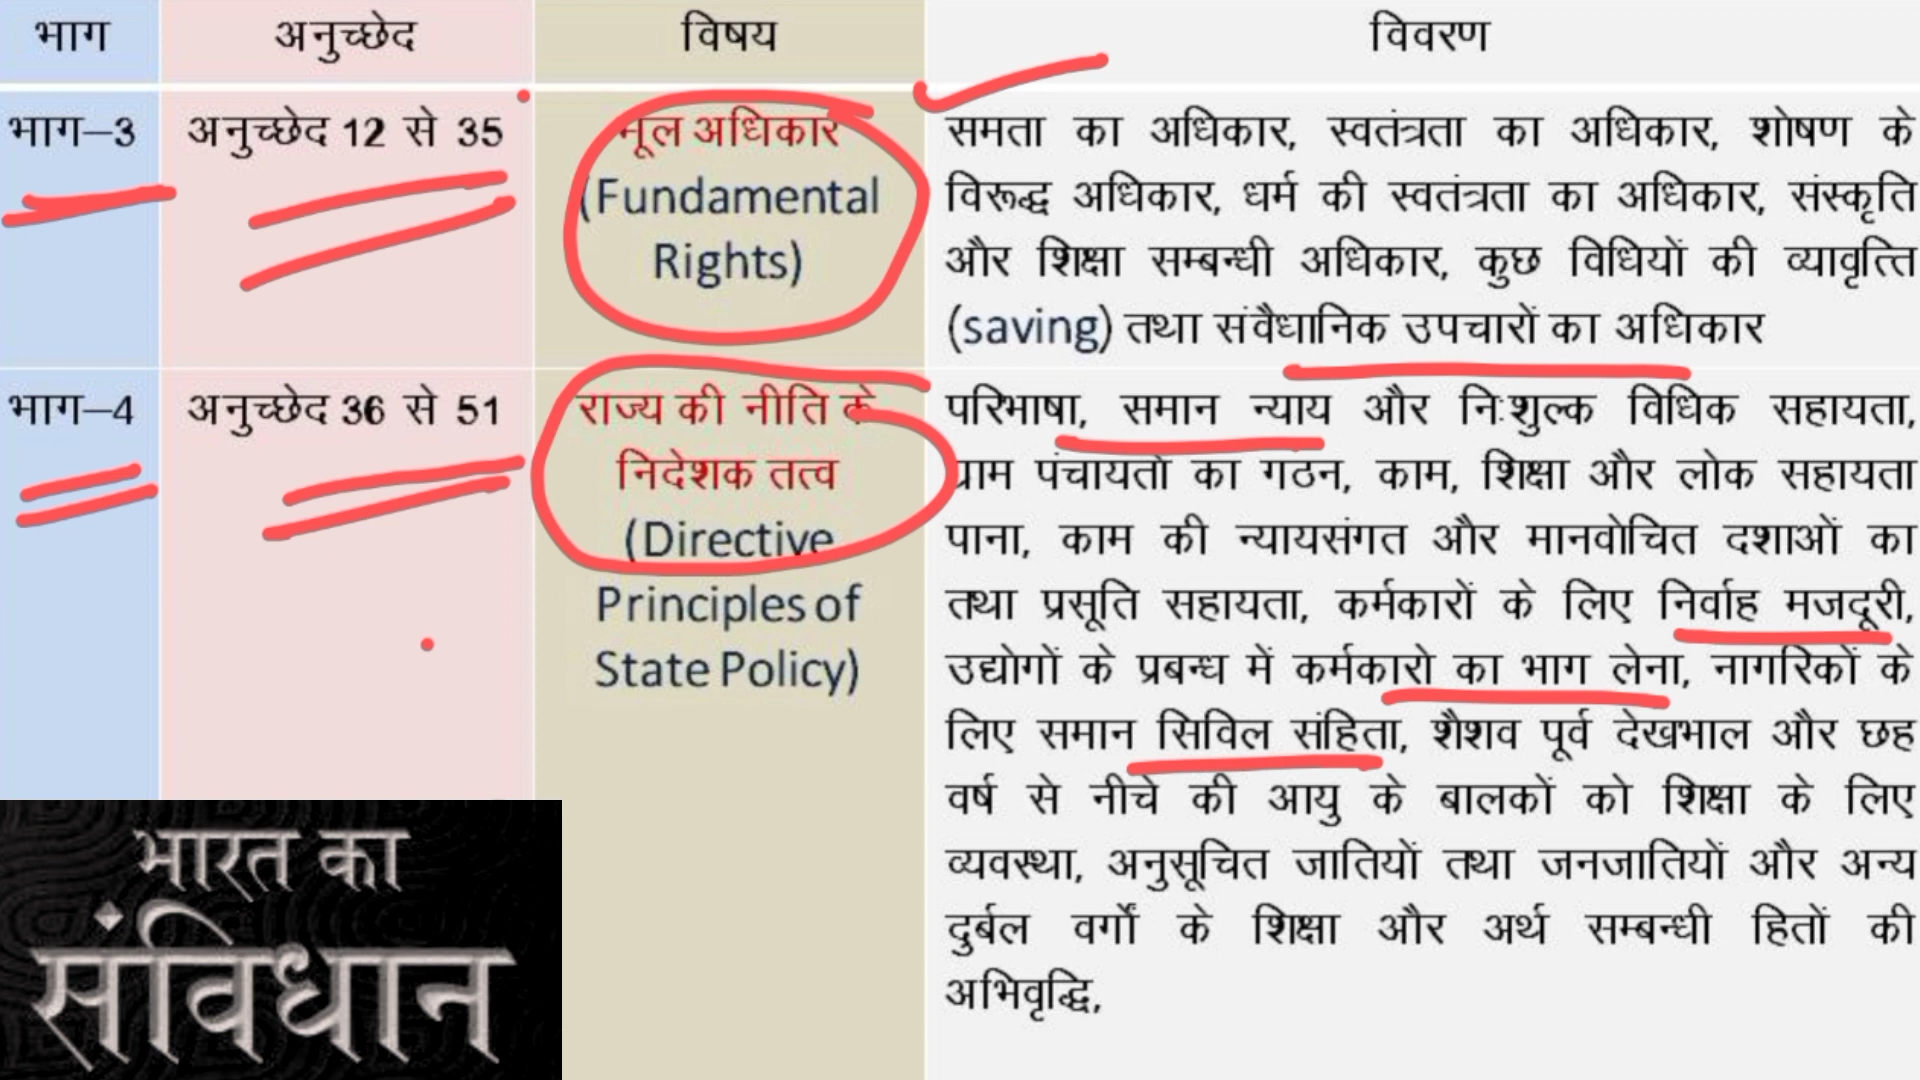 भाग अनुच्छेद विषय विवरण
भाग–3 अनुच्छेद 12 से 35
मूल अधिकार
(Fundamental
Rights)
समता का अधिकार, स्वतंत्रता का अधिकार, शोषण के
विरूद्ध अधिकार, धर्म की स्वतंत्रता का अधिकार, संस्कृति
और शिक्षा सम्बन्धी अधिकार, कुछ विधियों की व्यावृत्ति
(saving) तथा संवैधानिक उपचारों का अधिकार
भाग–4 अनुच्छेद 36 से 51
राज्य की नीति के
निदेशक तत्व
(Directive
Principles of
State Policy)
परिभाषा, समान न्याय और निःशुल्क विधिक सहायता,
ग्राम पंचायतों का गठन, काम, शिक्षा और लोक सहायता
पाना, काम की न्यायसंगत और मानवोचित दशाओं का
तथा प्रसूति सहायता, कर्मकारों के लिए निर्वाह मजदूरी,
उद्योगों के प्रबन्ध में कर्मकारो का भाग लेना, नागरिकों के
लिए समान सिविल संहिता, शैशव पूर्व देखभाल और छह
वर्ष से नीचे की आयु के बालकों को शिक्षा के लिए
व्यवस्था, अनुसूचित जातियों तथा जनजातियों और अन्य
दुर्बल वर्गों के शिक्षा और अर्थ सम्बन्धी हितों की
अभिवृद्धि,
भारत का
संविधान